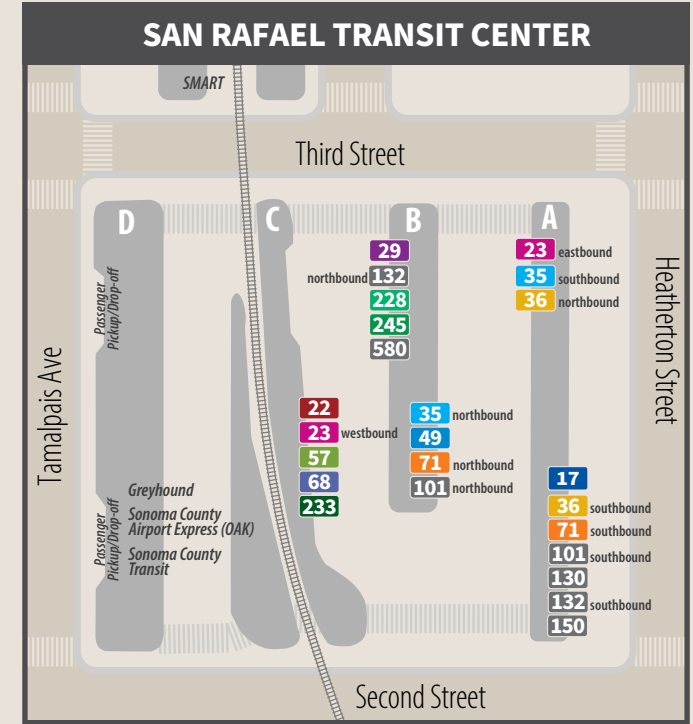 SAN RAFAEL TRANSIT CENTER
SMART
Third Street
D
C
B
A
29
northbound 132
228
245
580
23 eastbound
35 southbound
36 northbound
Passenger
Pickup/Drop-off
Tamalpais Ave
Heatherton Street
22
23 westbound
57
68
233
35 northbound
49
71 northbound
101 northbound
17
36 southbound
71 southbound
101 southbound
130
132 southbound
150
Passenger
Pickup/Drop-off
Greyhound
Sonoma County
Airport Express (OAK)
Sonoma County
Transit
Second Street